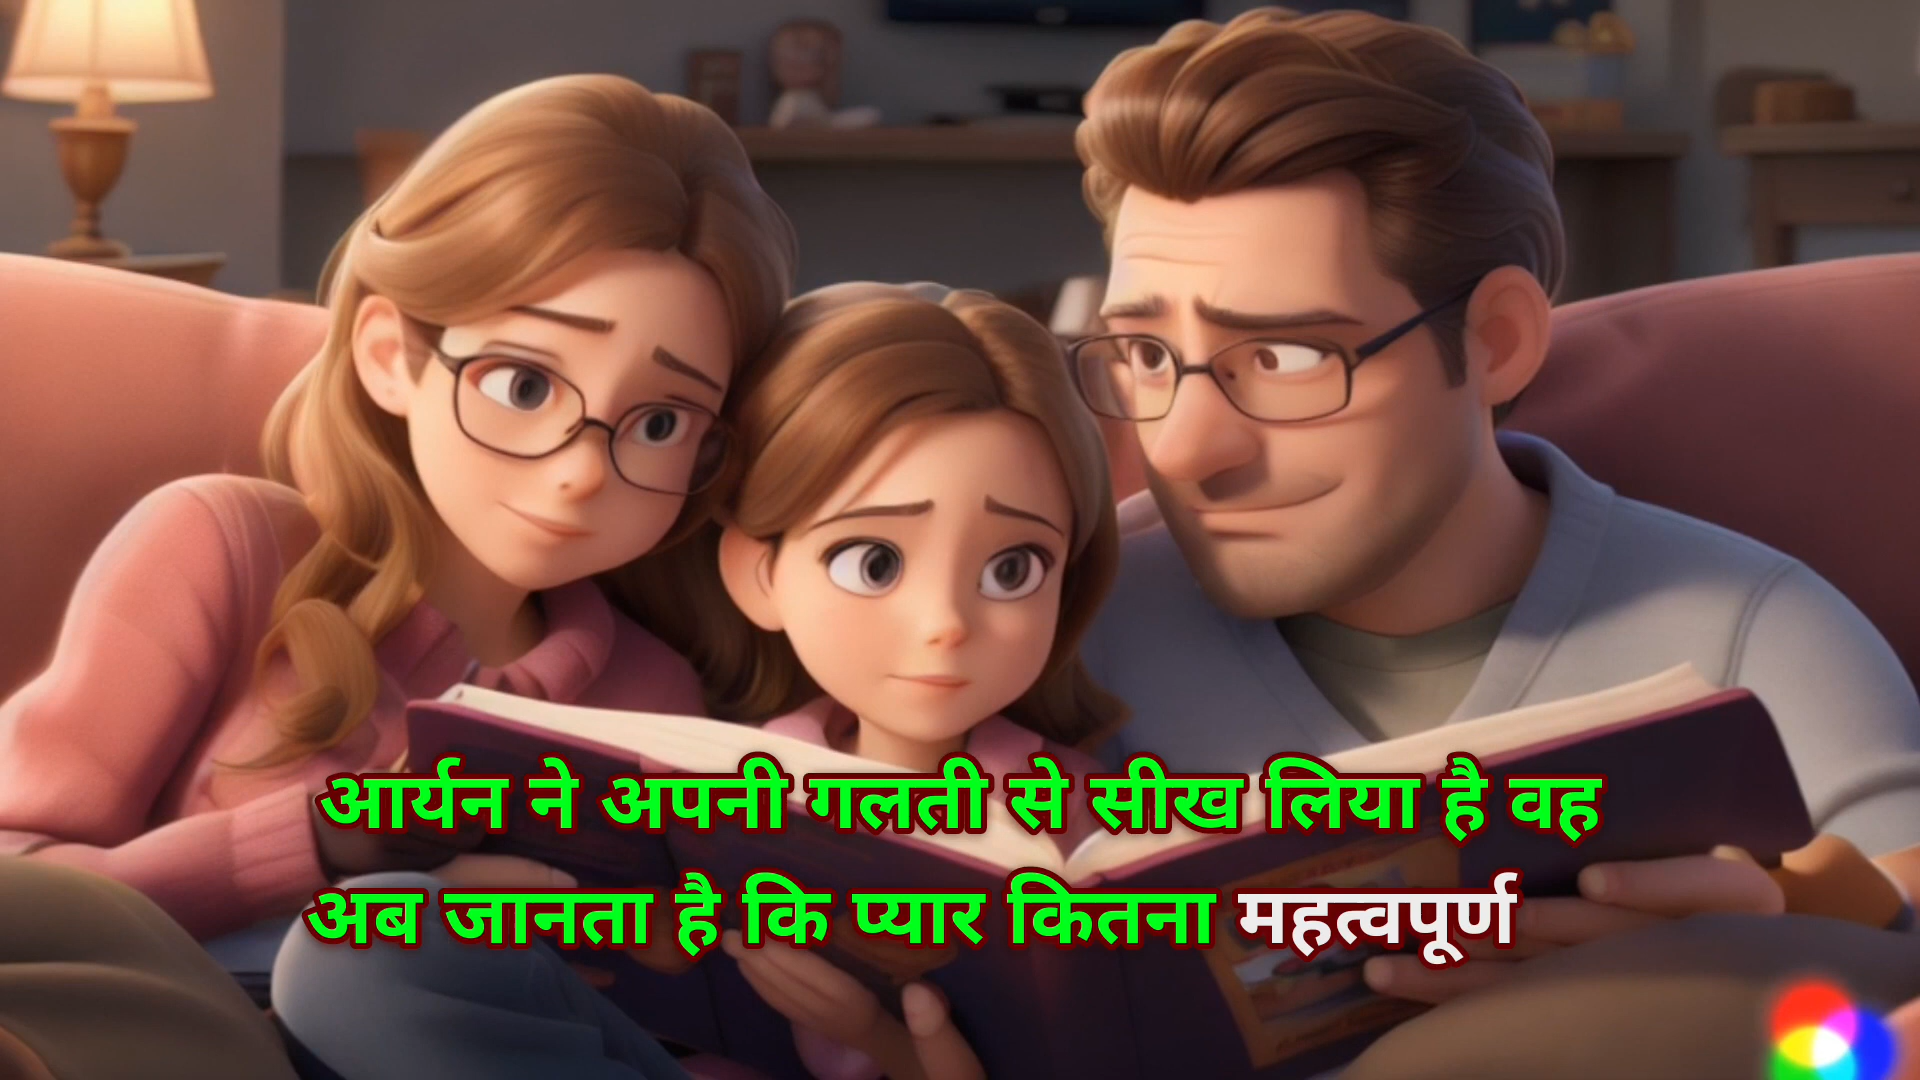 आर्यन ने अपनी गलती से सीख लिया है वह
अब जानता है कि प्यार कितना महत्वपूर्ण